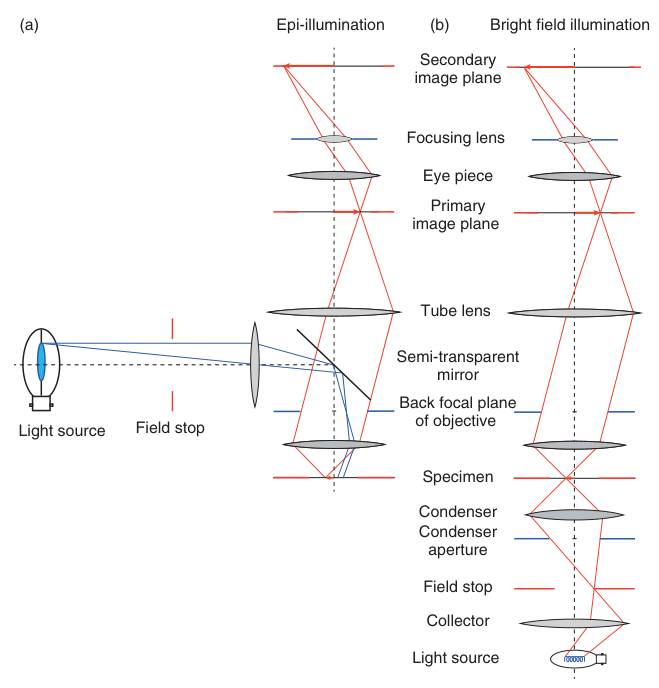 (a)
Epi-illumination
(b)
Bright field illumination
Secondary
image plane
Focusing lens
Eye piece
Primary
image plane
Tube lens
Semi-transparent
mirror
Back focal plane
of objective
Light source
Field stop
Specimen
Condenser
Condenser
aperture
Field stop
Collector
Light source